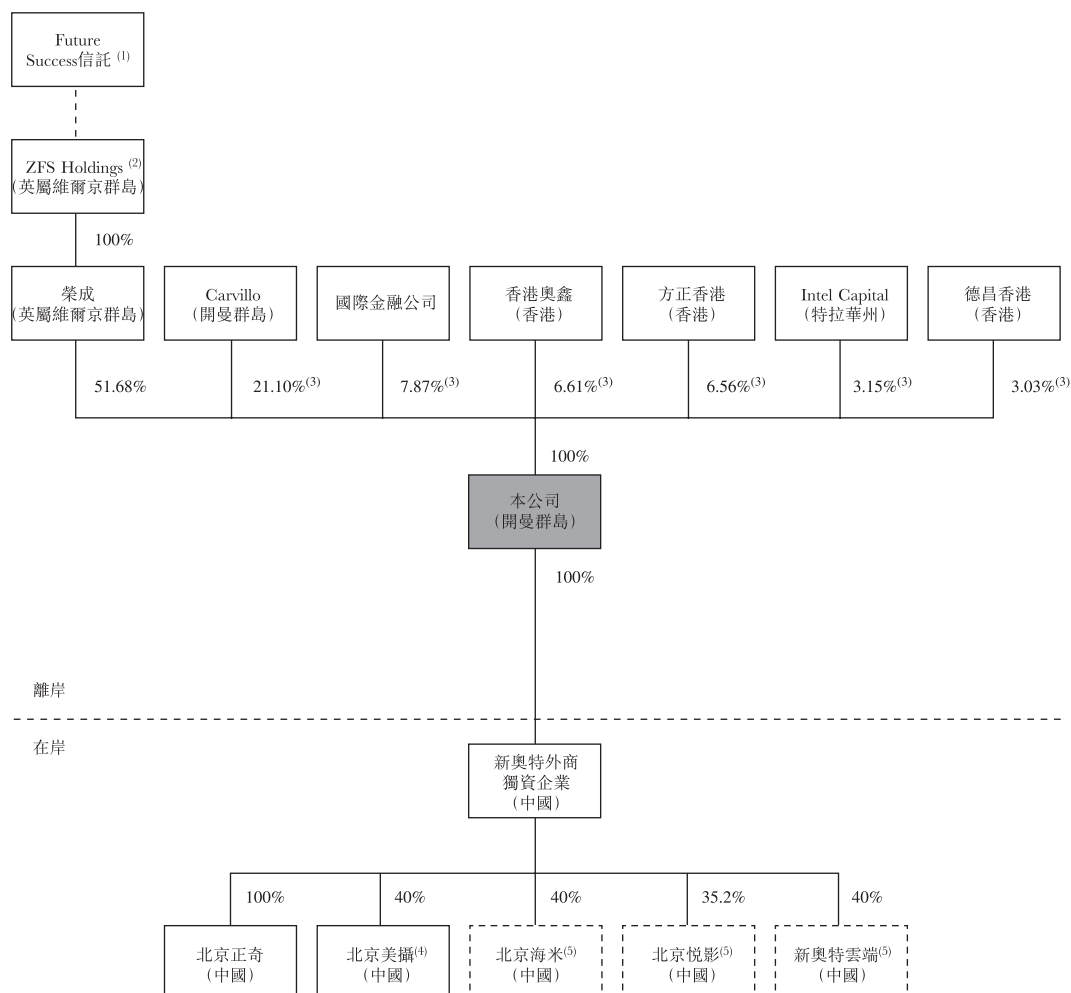 Future
Success信託 (1)
ZFS Holdings (2)
(英屬維爾京群島)
100%
榮成
(英屬維爾京群島)
Carvillo
(開曼群島)
國際金融公司
香港奧鑫
(香港)
方正香港
(香港)
Intel Capital
(特拉華州)
德昌香港
(香港)
51.68%
21.10%(3)
7.87%(3)
6.61%(3)
6.56%(3)
3.15%(3)
3.03%(3)
100%
本公司
(開曼群島)
100%
離岸
在岸
新奧特外商
獨資企業
(中國)
100%
40%
40%
35.2%
40%
北京正奇
(中國)
北京美攝(4)
(中國)
北京海米(5)
(中國)
北京悅影(5)
(中國)
新奧特雲端(5)
(中國)